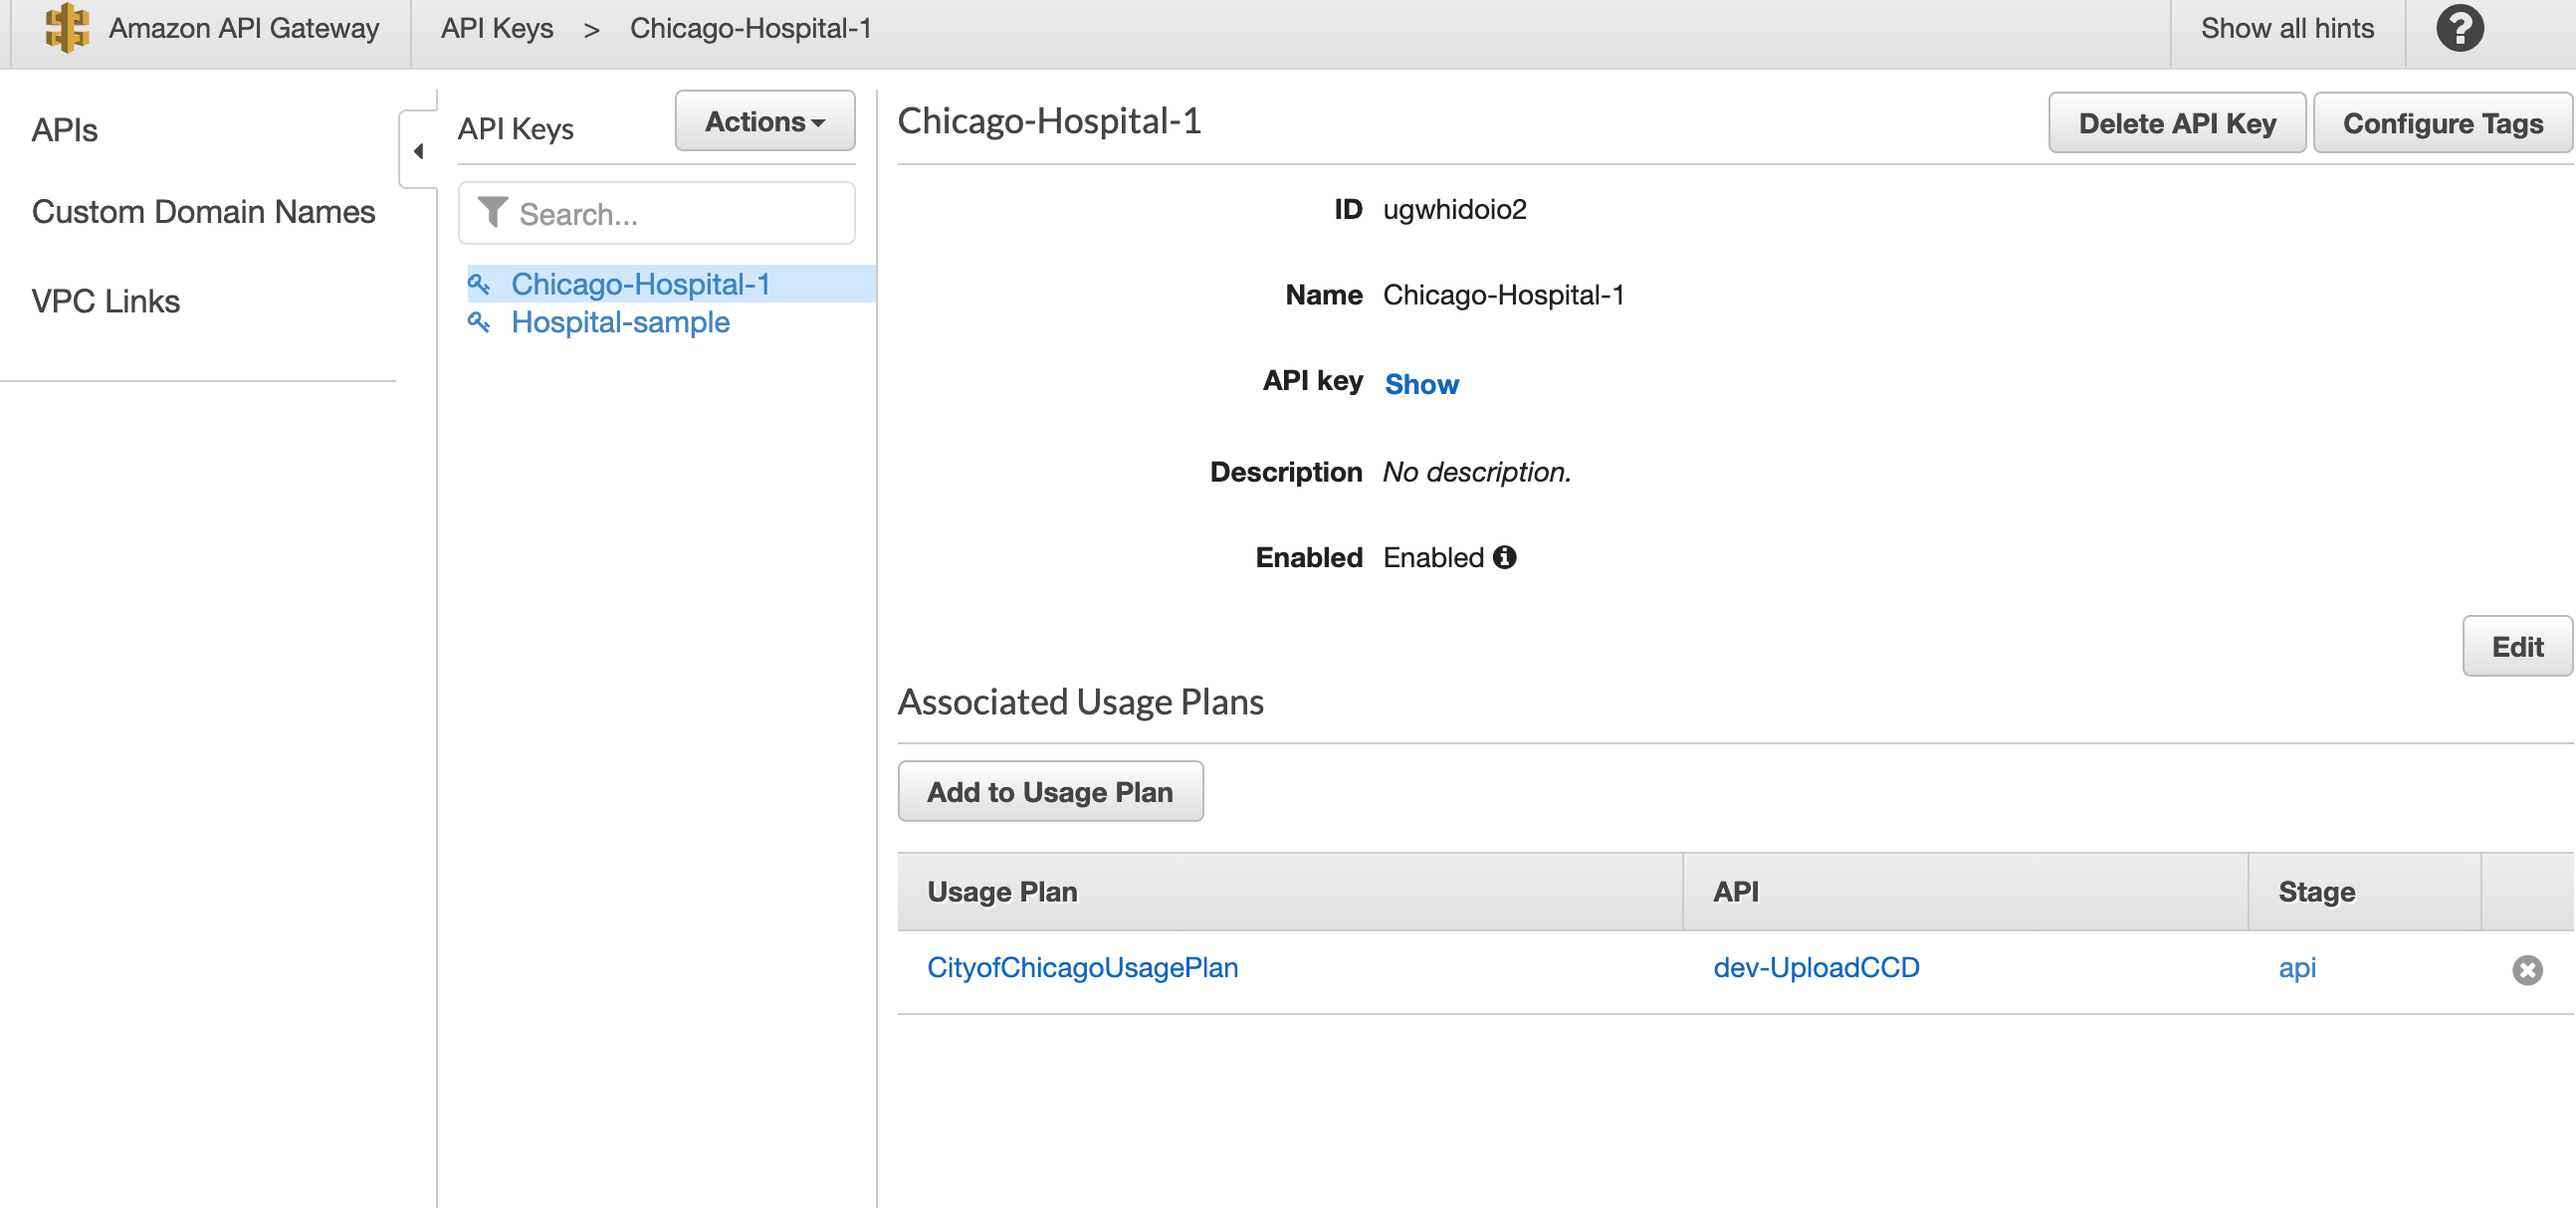 Amazon API Gateway
API Keys > Chicago-Hospital-1
Show all hints
?
APIs
Custom Domain Names
VPC Links
API Keys
Actions
Search...
Chicago-Hospital-1
Hospital-sample
Chicago-Hospital-1
Delete API Key
Configure Tags
ID ugwhidoio2
Name Chicago-Hospital-1
API key Show
Description No description.
Enabled Enabled
Edit
Associated Usage Plans
Add to Usage Plan
Usage Plan API Stage
CityofChicagoUsagePlan dev-UploadCCD api